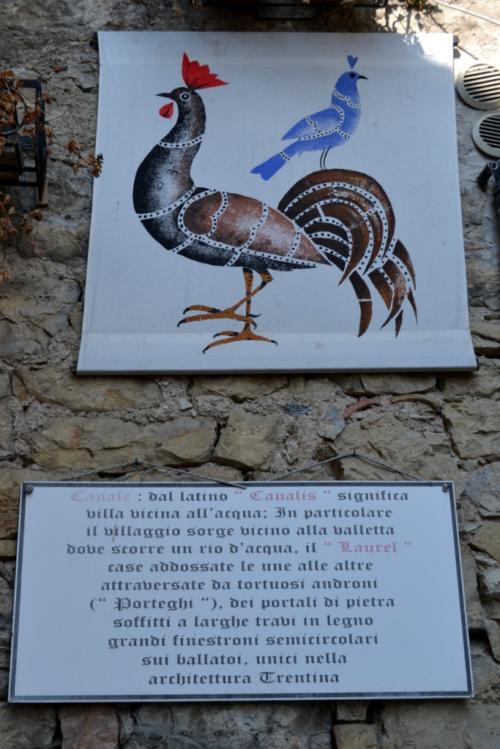 Canale : dal latino " Canalis " significa
villa vicina all'acqua; In particolare
il villaggio sorge vicino alla valletta
dove scorre un rio d'acqua, il " Laurel "
case addossate le une alle altre
attraversate da tortuosi androni
(" Porteghi "), dei portali di pietra
soffitti a larghe travi in legno
grandi finestroni semicircolari
sui ballatoi, unici nella
architettura Trentina